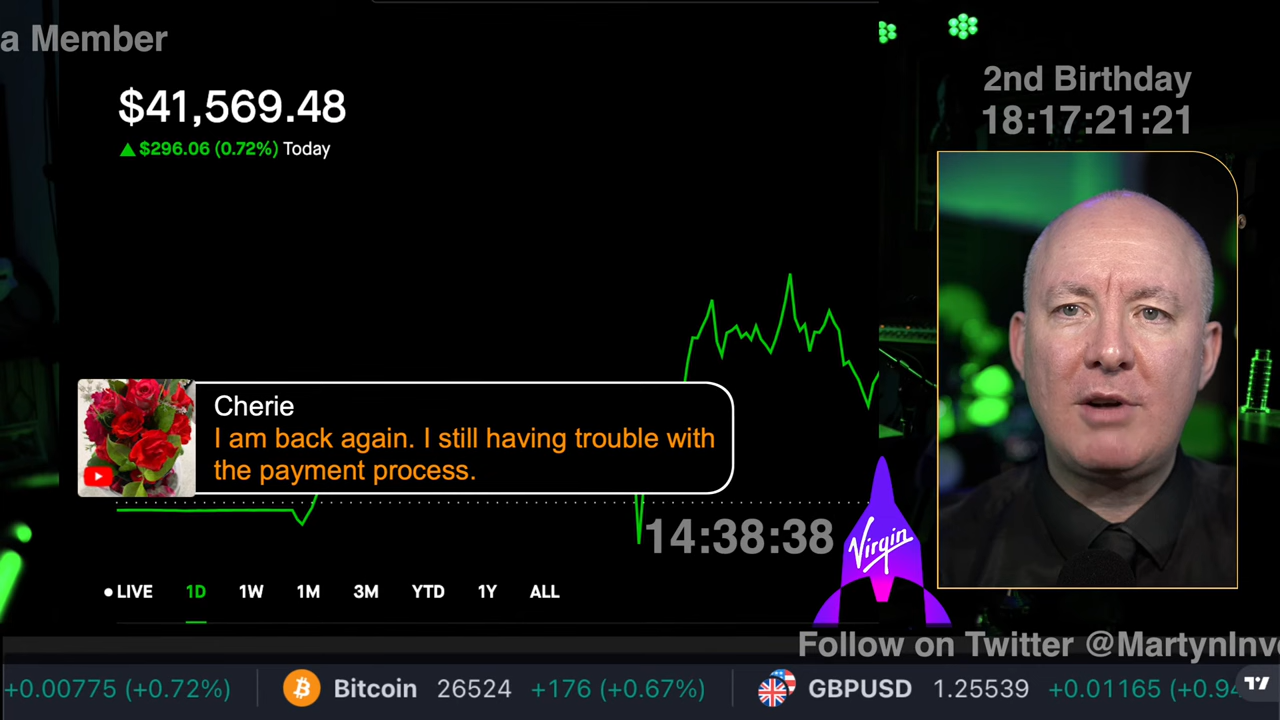 a Member
$41,569.48
▲ $296.06 (0.72%) Today
2nd Birthday
18:17:21:21
Cherie
I am back again. I still having trouble with
the payment process.
14:38:38
Virgin
LIVE 1D 1W 1M 3M YTD 1Y ALL
Follow on Twitter @MartynInve
+0.00775 (+0.72%) Bitcoin 26524 +176 (+0.67%) GBPUSD 1.25539 +0.01165 (+0.94